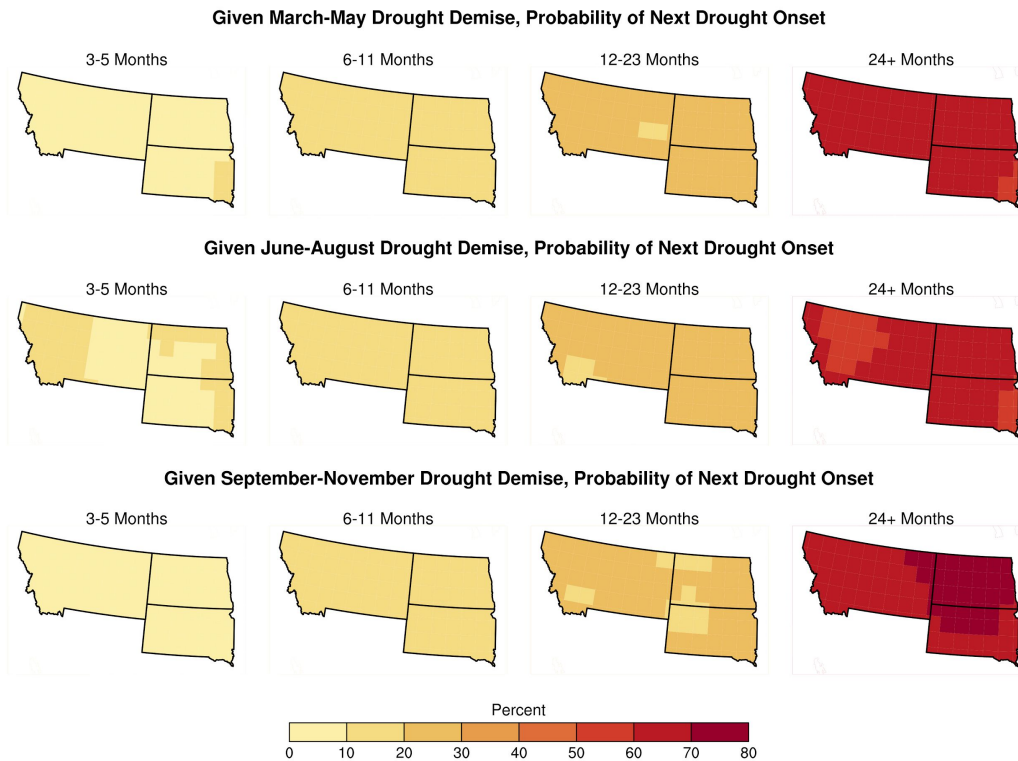 Given March-May Drought Demise, Probability of Next Drought Onset
3-5 Months 6-11 Months 12-23 Months 24+ Months
Given June-August Drought Demise, Probability of Next Drought Onset
3-5 Months 6-11 Months 12-23 Months 24+ Months
Given September-November Drought Demise, Probability of Next Drought Onset
3-5 Months 6-11 Months 12-23 Months 24+ Months
Percent
0 10 20 30 40 50 60 70 80